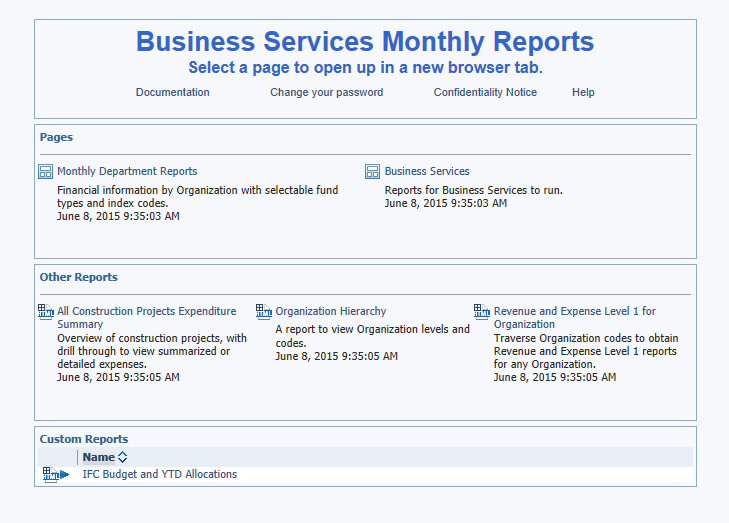 Business Services Monthly Reports
Select a page to open up in a new browser tab.
Documentation Change your password Confidentiality Notice Help
Pages
Monthly Department Reports
Financial information by Organization with selectable fund
types and index codes.
June 8, 2015 9:35:03 AM
Business Services
Reports for Business Services to run.
June 8, 2015 9:35:03 AM
Other Reports
All Construction Projects Expenditure
Summary
Overview of construction projects, with
drill through to view summarized or
detailed expenses.
June 8, 2015 9:35:05 AM
Organization Hierarchy
A report to view Organization levels and
codes.
June 8, 2015 9:35:05 AM
Revenue and Expense Level 1 for
Organization
Traverse Organization codes to obtain
Revenue and Expense Level 1 reports
for any Organization.
June 8, 2015 9:35:05 AM
Custom Reports
Name
IFC Budget and YTD Allocations